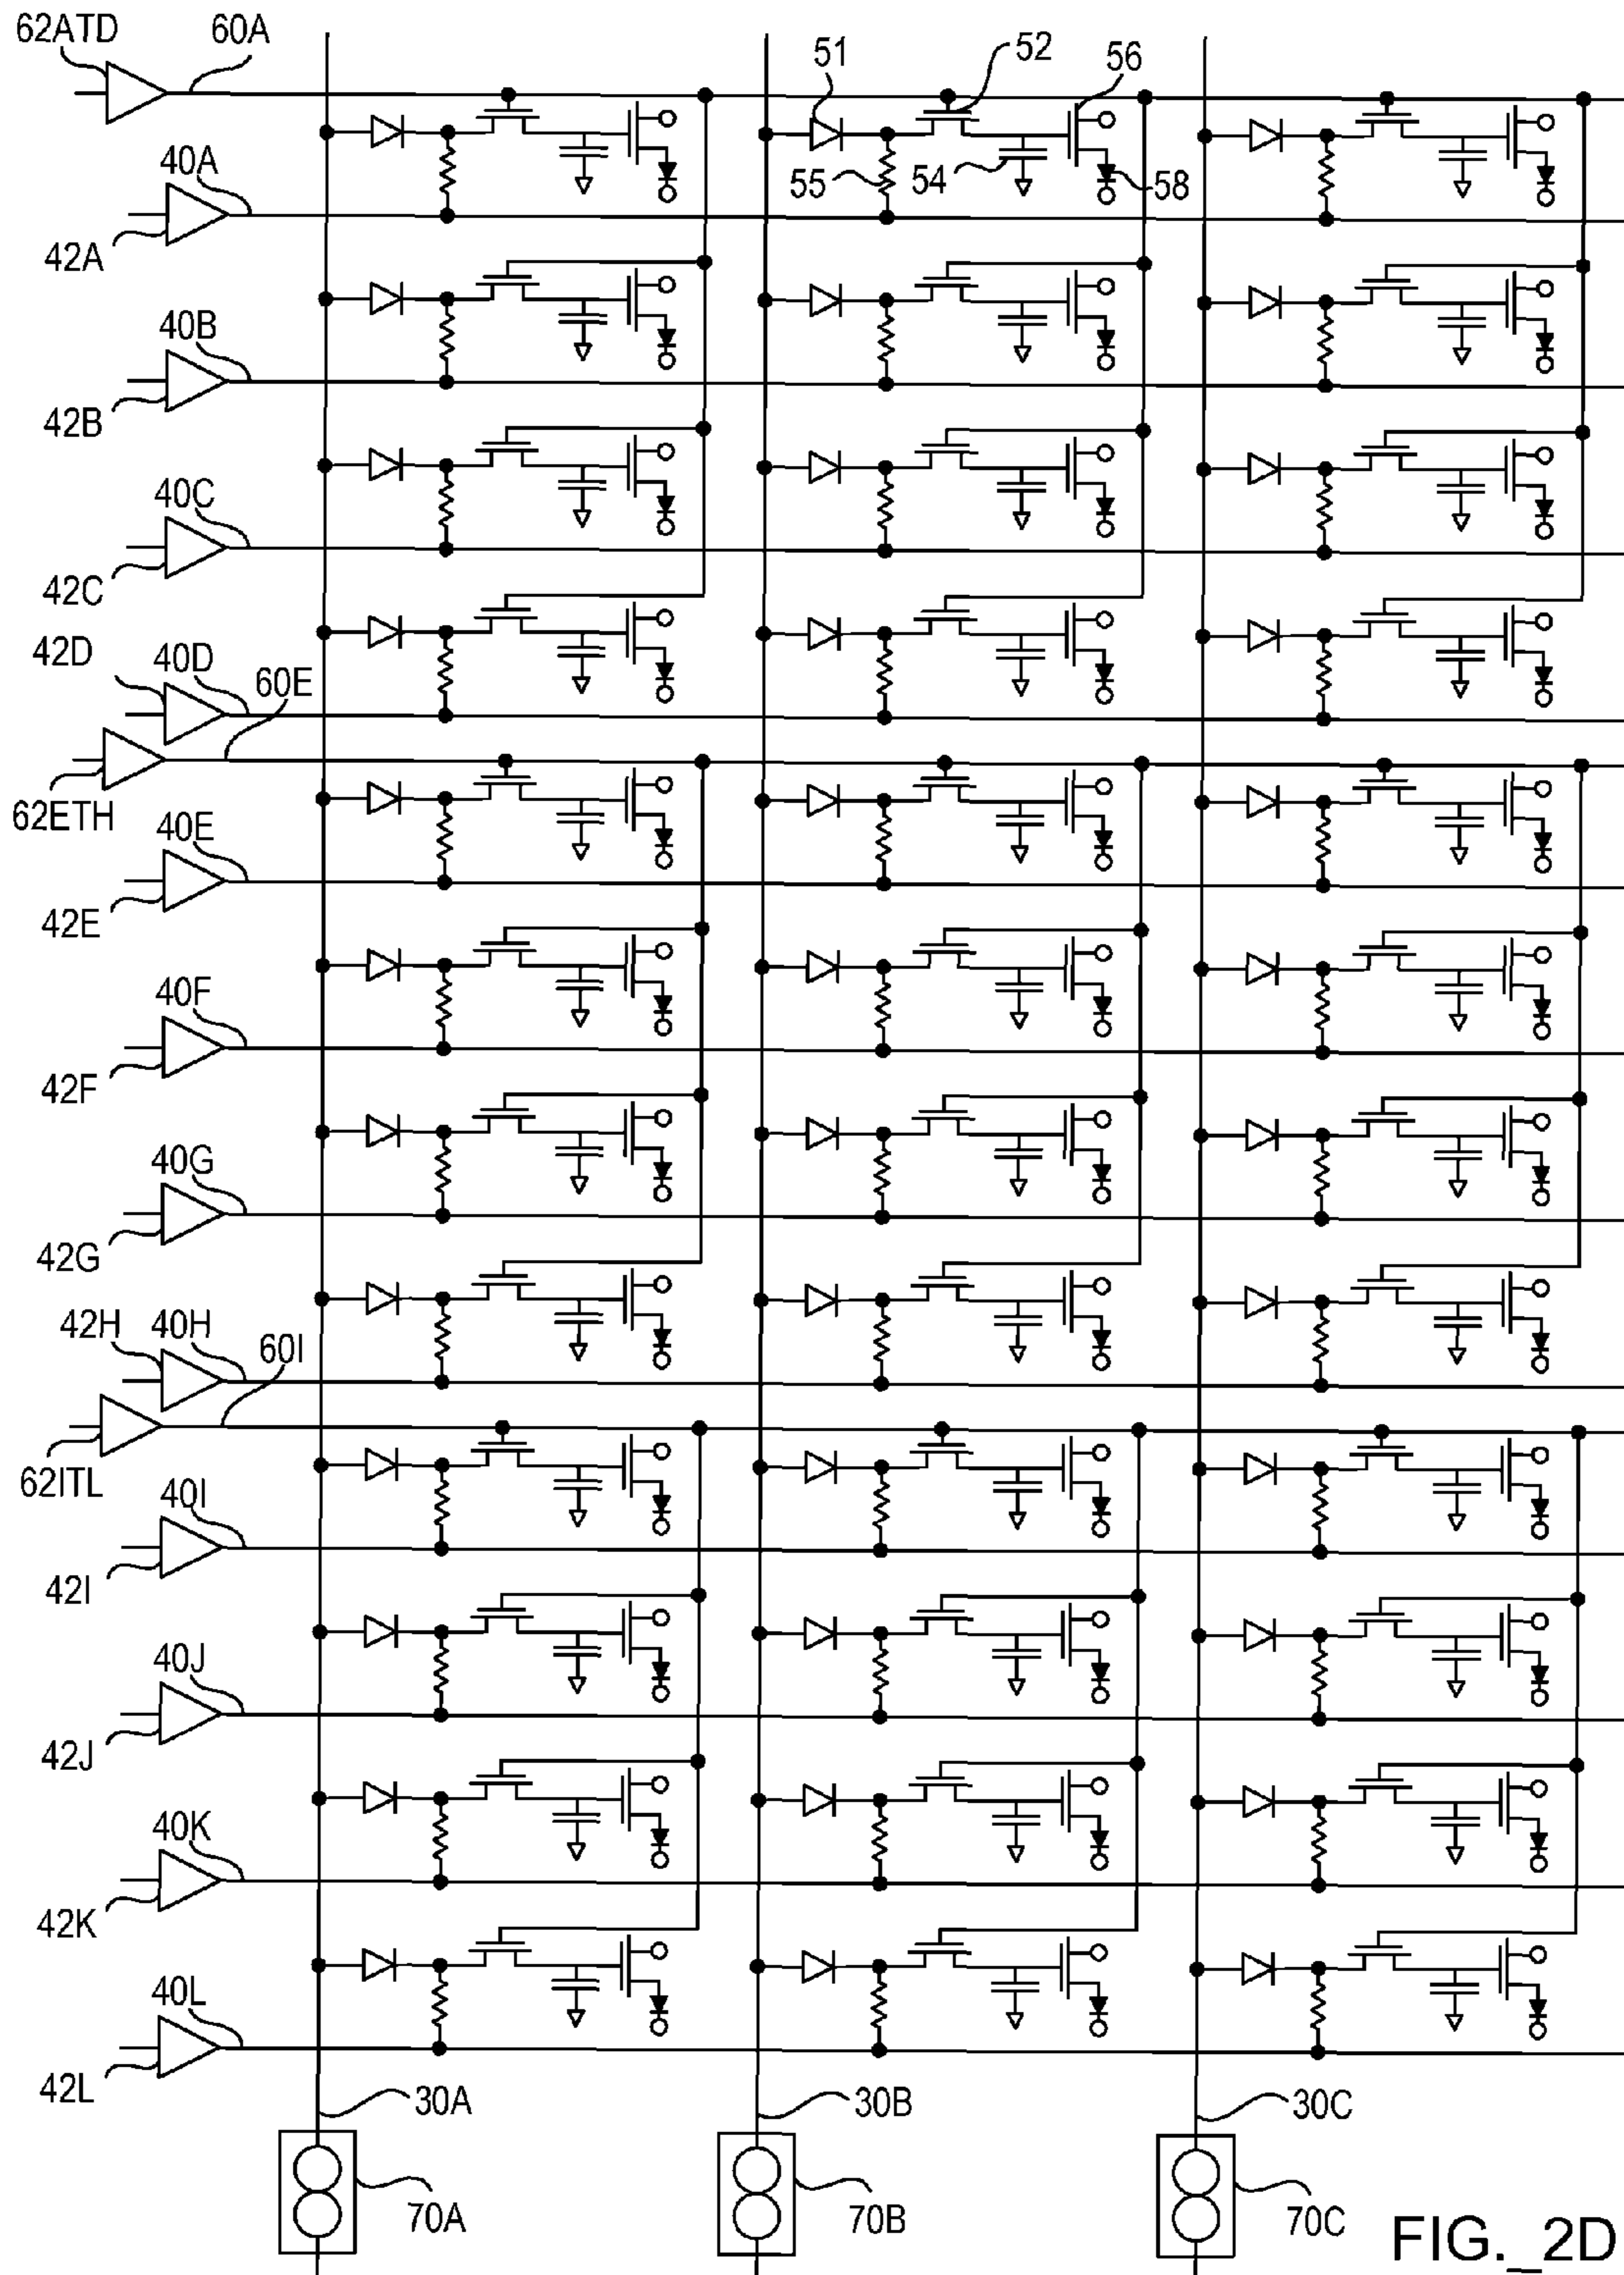 62ATD 60A 51 52 56
40A 55 54 58
42A
40B
42B
40C
42C
42D 40D 60E
62ETH 40E
42E
40F
42F
40G
42G
42H 40H 60I
62ITL 40I
42I
40J
42J
40K
42K
40L
42L 30A 30B 30C
70A 70B 70C
FIG._2D